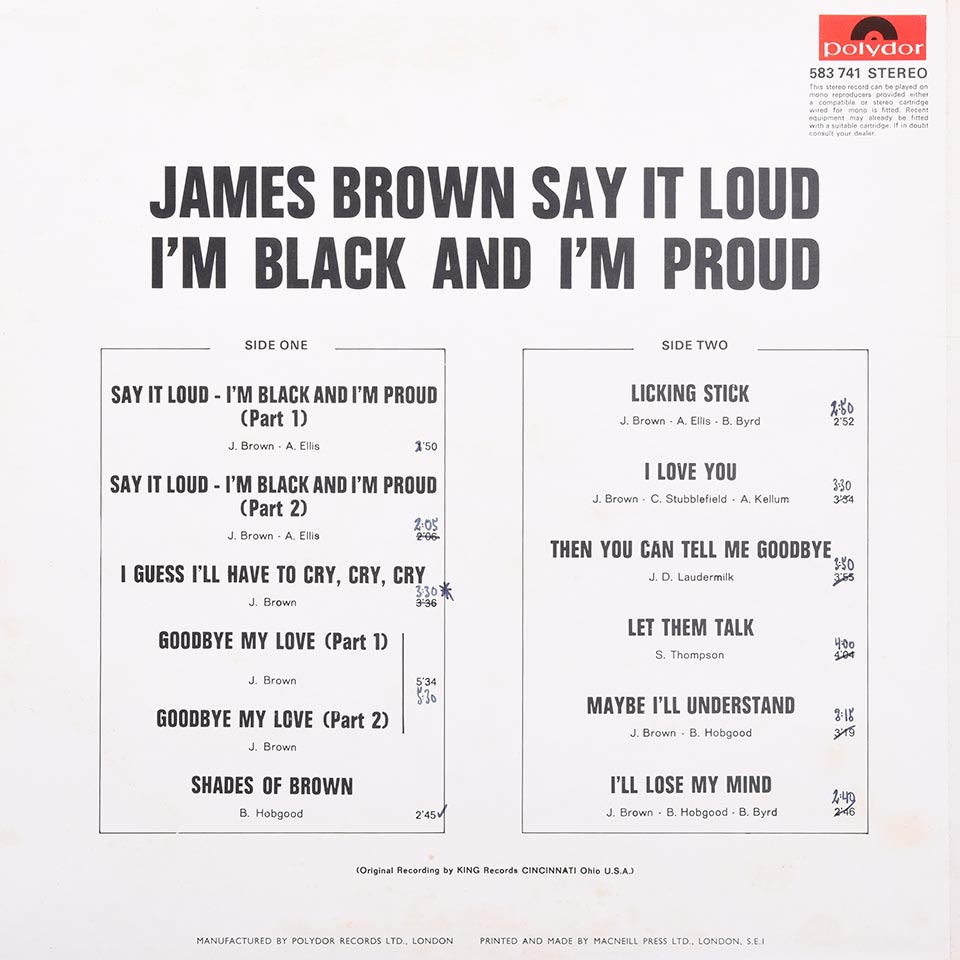 polydor
583 741 STEREO
This stereo record can be played on
mono reproducers provided either
a compatible or stereo cartridge
wired for mono is fitted. Recent
equipment may already be fitted
with a suitable cartridge. If in doubt
consult your dealer.
JAMES BROWN SAY IT LOUD
I'M BLACK AND I'M PROUD
SIDE ONE
SAY IT LOUD - I'M BLACK AND I'M PROUD
(Part 1)
J. Brown - A. Ellis 2'50
SAY IT LOUD - I'M BLACK AND I'M PROUD
(Part 2)
2:05
J. Brown - A. Ellis 2'06
I GUESS I'LL HAVE TO CRY, CRY, CRY
3:30 *
J. Brown 3'36
GOODBYE MY LOVE (Part 1)
J. Brown 5'34
5:30
GOODBYE MY LOVE (Part 2)
J. Brown
SHADES OF BROWN
B. Hobgood 2'45 ✓
SIDE TWO
LICKING STICK
2:50
J. Brown - A. Ellis - B. Byrd 2'52
I LOVE YOU
3:30
J. Brown - C. Stubblefield - A. Kellum 3'34
THEN YOU CAN TELL ME GOODBYE
3:50
J. D. Laudermilk 3'55
LET THEM TALK
4:00
S. Thompson 4'04
MAYBE I'LL UNDERSTAND
3:15
J. Brown - B. Hobgood 3'19
I'LL LOSE MY MIND
2:40
J. Brown - B. Hobgood - B. Byrd 2'46
(Original Recording by KING Records CINCINNATI Ohio U.S.A.)
MANUFACTURED BY POLYDOR RECORDS LTD., LONDON PRINTED AND MADE BY MACNEILL PRESS LTD., LONDON, S.E.1